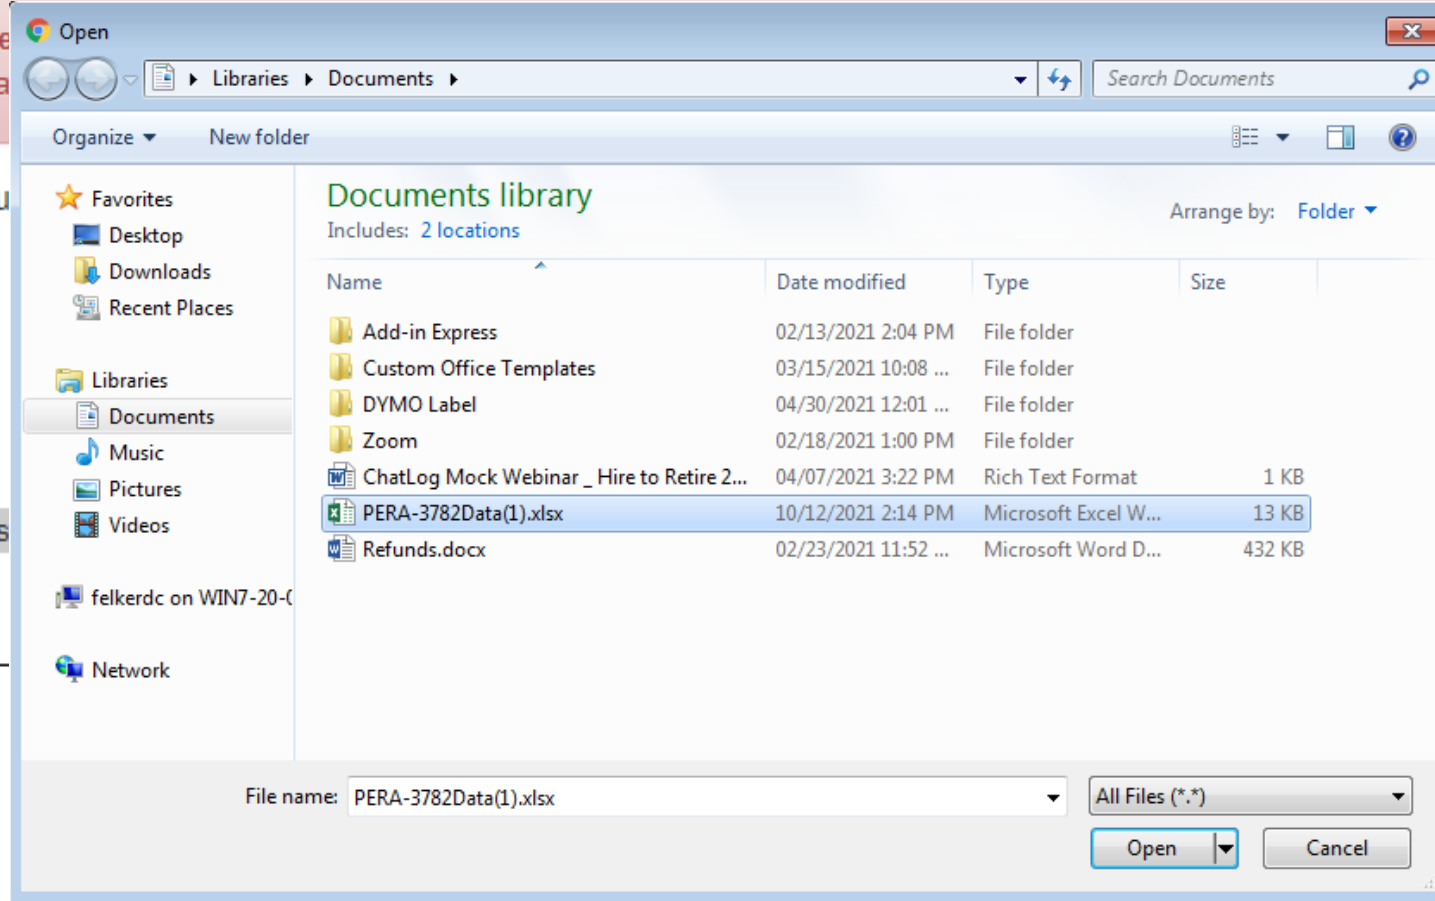 Open
Libraries Documents
Search Documents
Organize New folder
Favorites
Desktop
Downloads
Recent Places
Libraries
Documents
Music
Pictures
Videos
felkerdc on WIN7-20-
Network
Documents library
Includes: 2 locations
Arrange by: Folder
Name Date modified Type Size
Add-in Express 02/13/2021 2:04 PM File folder
Custom Office Templates 03/15/2021 10:08 ... File folder
DYMO Label 04/30/2021 12:01 ... File folder
Zoom 02/18/2021 1:00 PM File folder
ChatLog Mock Webinar _ Hire to Retire 2... 04/07/2021 3:22 PM Rich Text Format 1 KB
PERA-3782Data(1).xlsx 10/12/2021 2:14 PM Microsoft Excel W... 13 KB
Refunds.docx 02/23/2021 11:52 ... Microsoft Word D... 432 KB
File name: PERA-3782Data(1).xlsx All Files (*.*)
Open Cancel